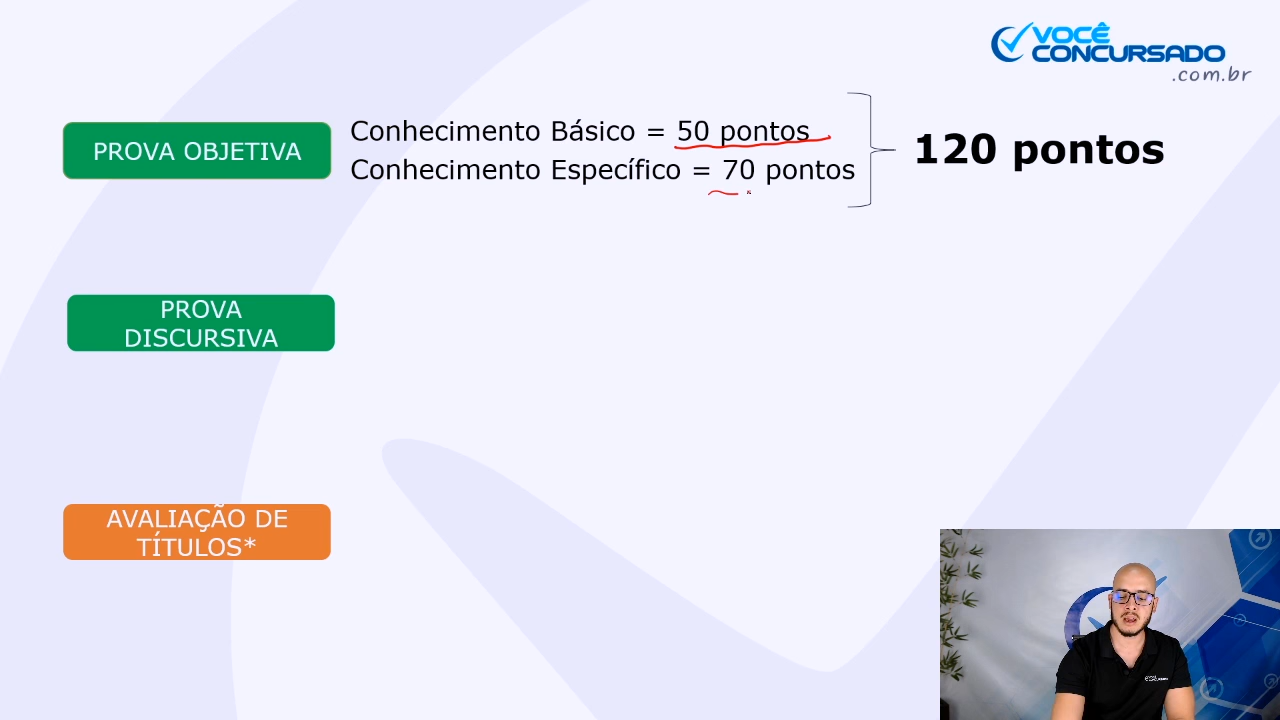 VOCÊ
CONCURSADO
.com.br
PROVA OBJETIVA
Conhecimento Básico = 50 pontos
Conhecimento Específico = 70 pontos
120 pontos
PROVA
DISCURSIVA
AVALIAÇÃO DE
TÍTULOS*